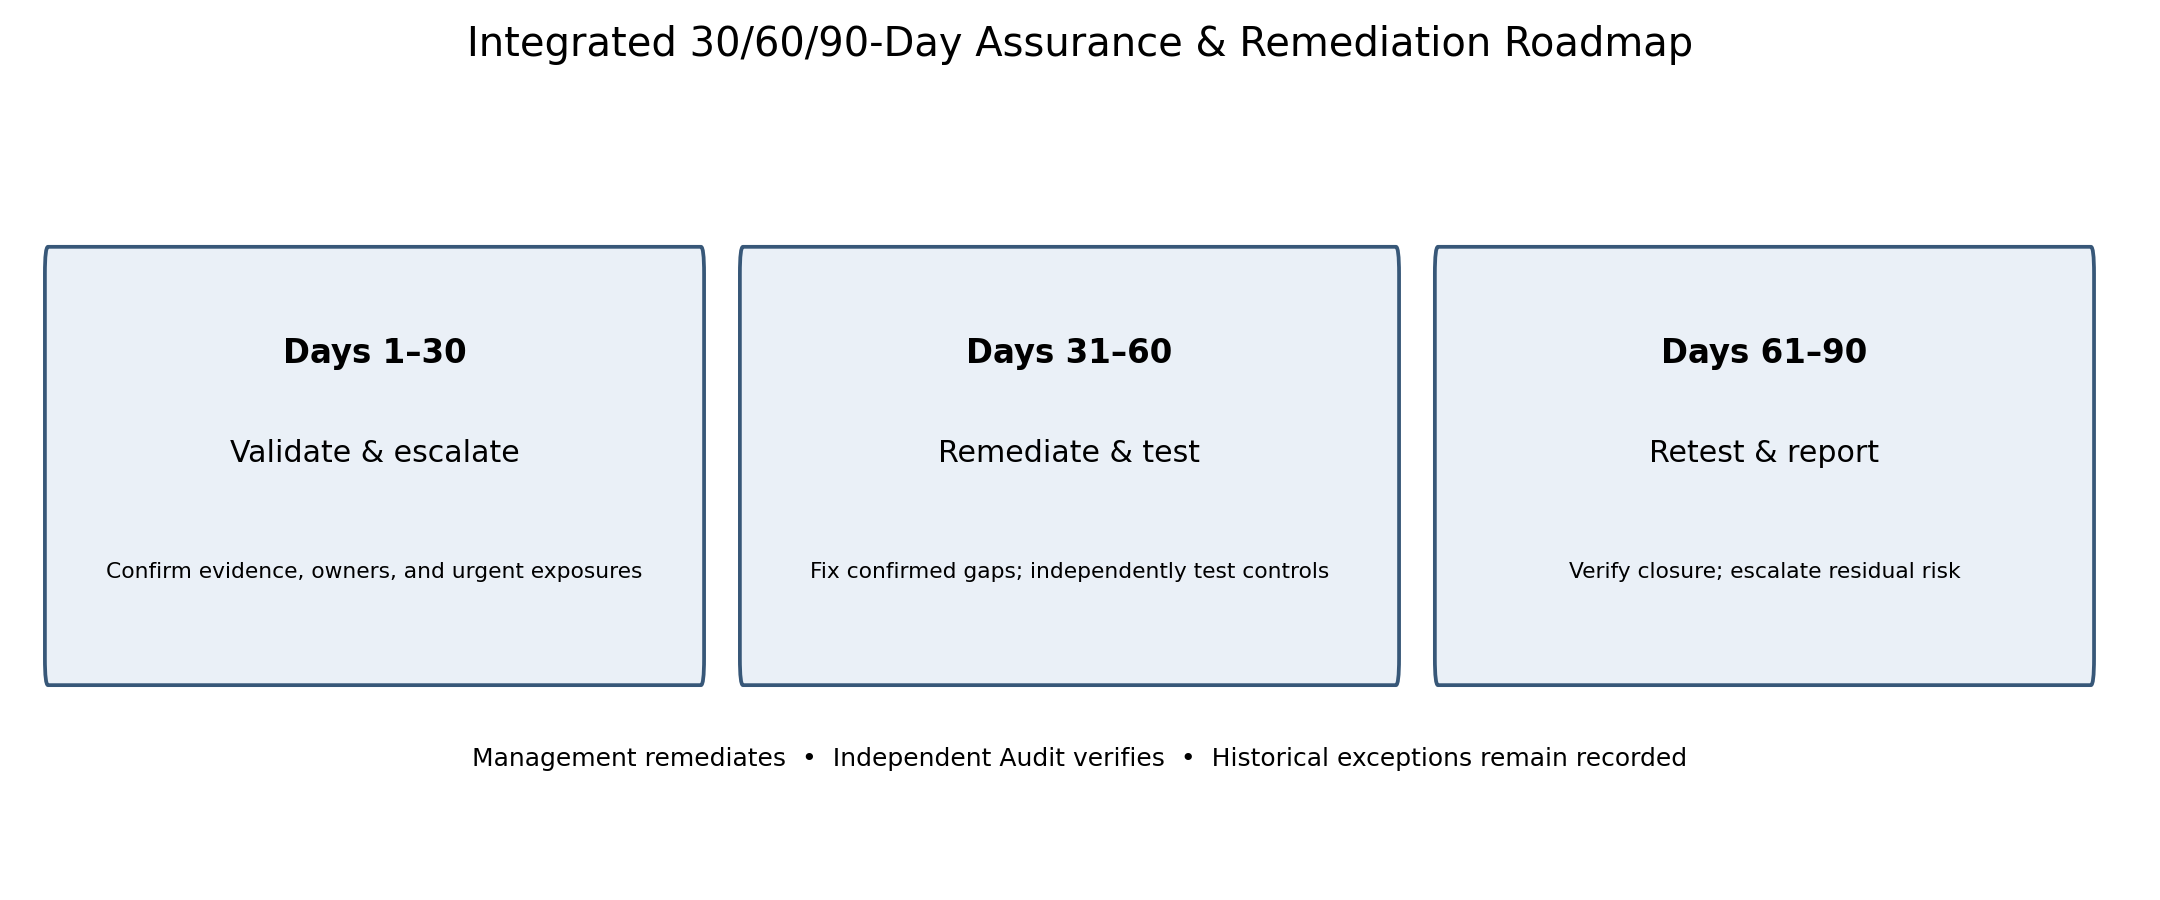 Integrated 30/60/90-Day Assurance & Remediation Roadmap
Days 1–30
Validate & escalate
Confirm evidence, owners, and urgent exposures
Days 31–60
Remediate & test
Fix confirmed gaps; independently test controls
Days 61–90
Retest & report
Verify closure; escalate residual risk
Management remediates • Independent Audit verifies • Historical exceptions remain recorded